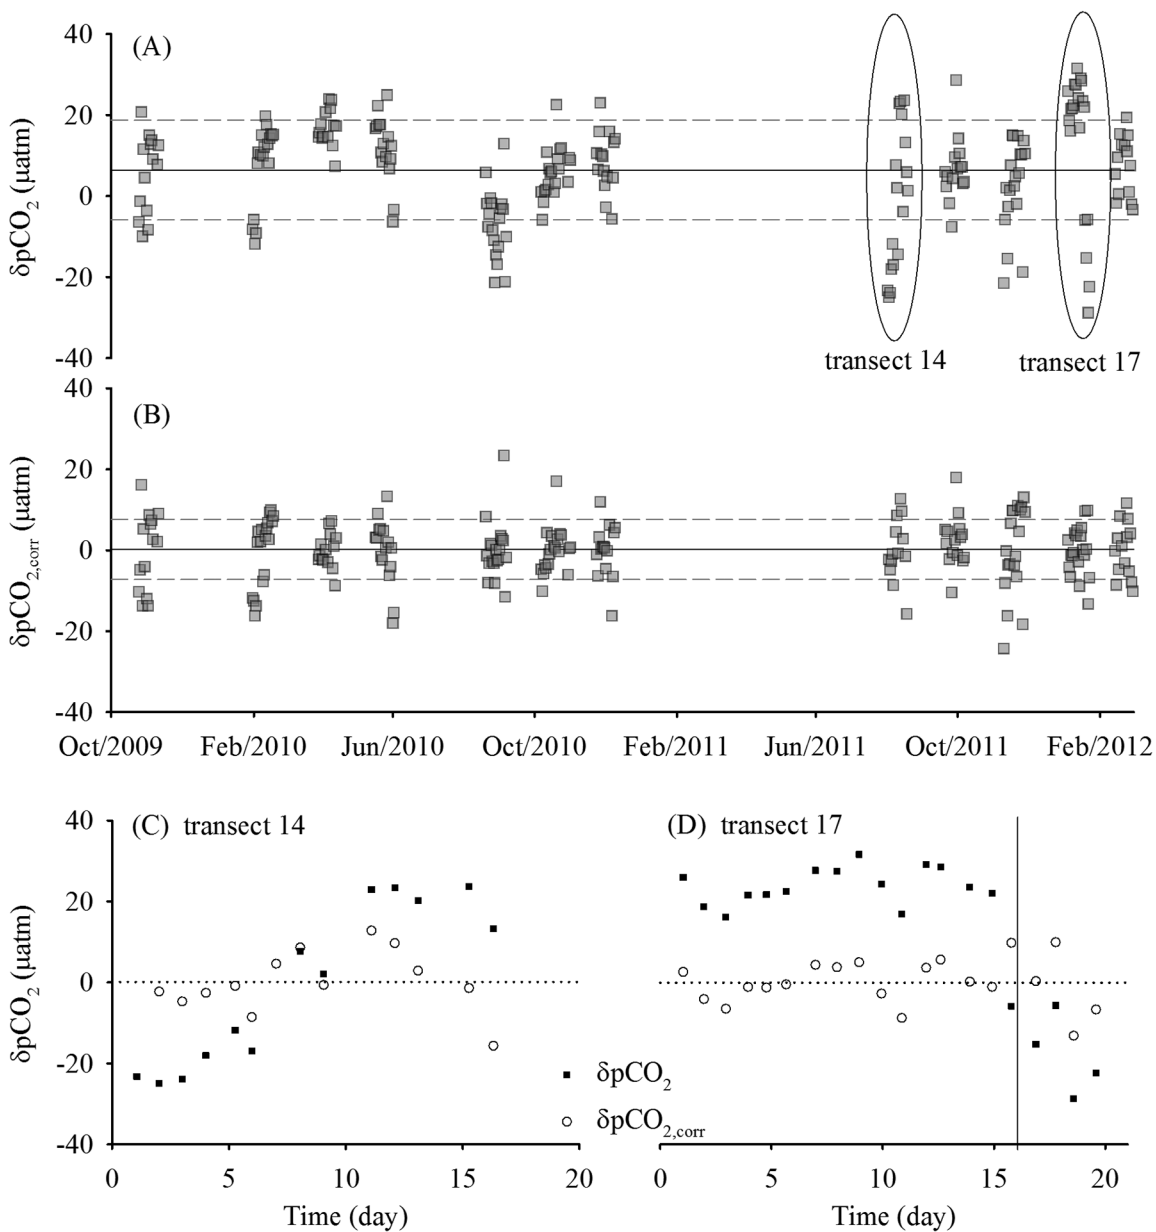 (A)
40
20
0
-20
-40
δpCO2 (μatm)
transect 14
transect 17
(B)
40
20
0
-20
-40
δpCO2,corr (μatm)
Oct/2009 Feb/2010 Jun/2010 Oct/2010 Feb/2011 Jun/2011 Oct/2011 Feb/2012
(C) transect 14
(D) transect 17
40
20
0
-20
-40
δpCO2 (μatm)
δpCO2
δpCO2,corr
0 5 10 15 20
0 5 10 15 20
Time (day)
Time (day)